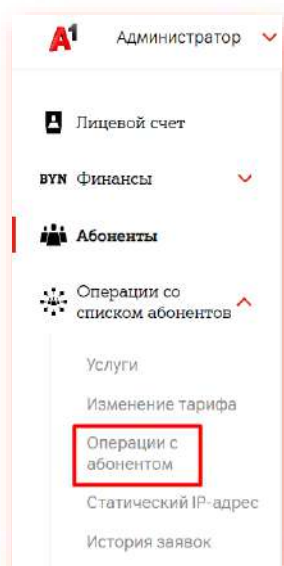 A1 Администратор
Лицевой счет
BYN Финансы
Абоненты
Операции со
списком абонентов
Услуги
Изменение тарифа
Операции с
абонентом
Статический IP-адрес
История заявок